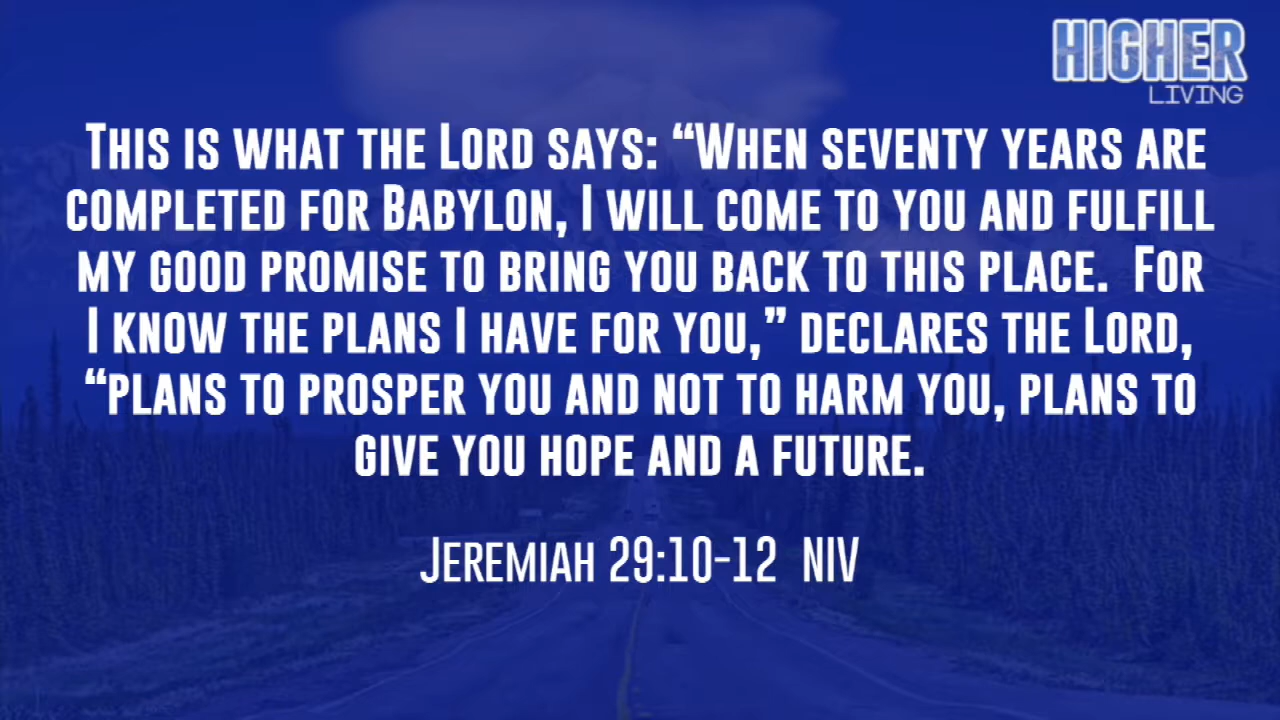 HIGHER
LIVING
This is what the Lord says: “When seventy years are
completed for Babylon, I will come to you and fulfill
my good promise to bring you back to this place.  For
I know the plans I have for you,” declares the Lord,
“plans to prosper you and not to harm you, plans to
give you hope and a future.
Jeremiah 29:10-12  NIV